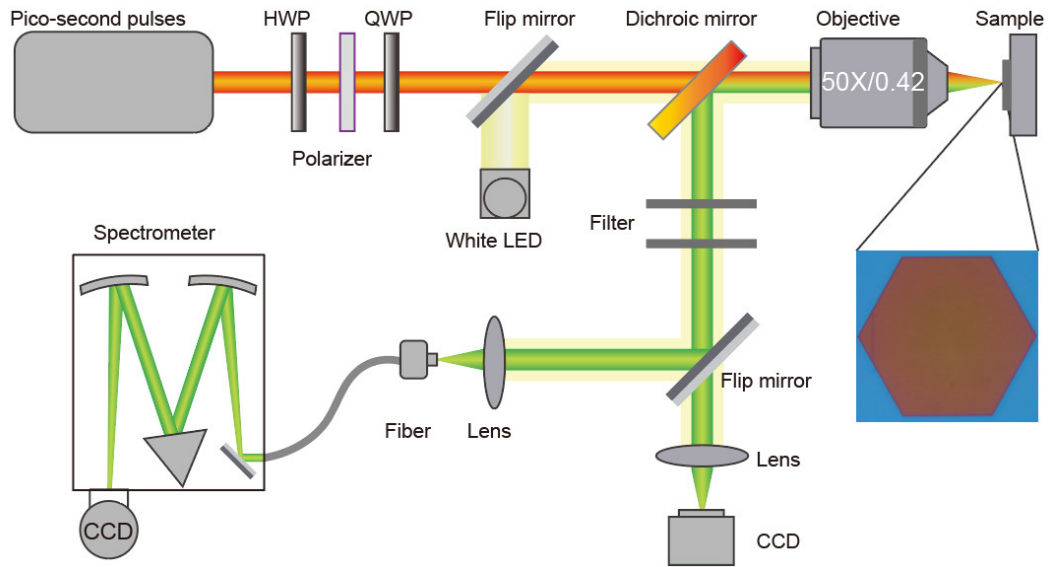 Pico-second pulses
HWP
QWP
Flip mirror
Dichroic mirror
Objective
Sample
50X/0.42
Polarizer
White LED
Filter
Spectrometer
Flip mirror
Fiber
Lens
Lens
CCD
CCD